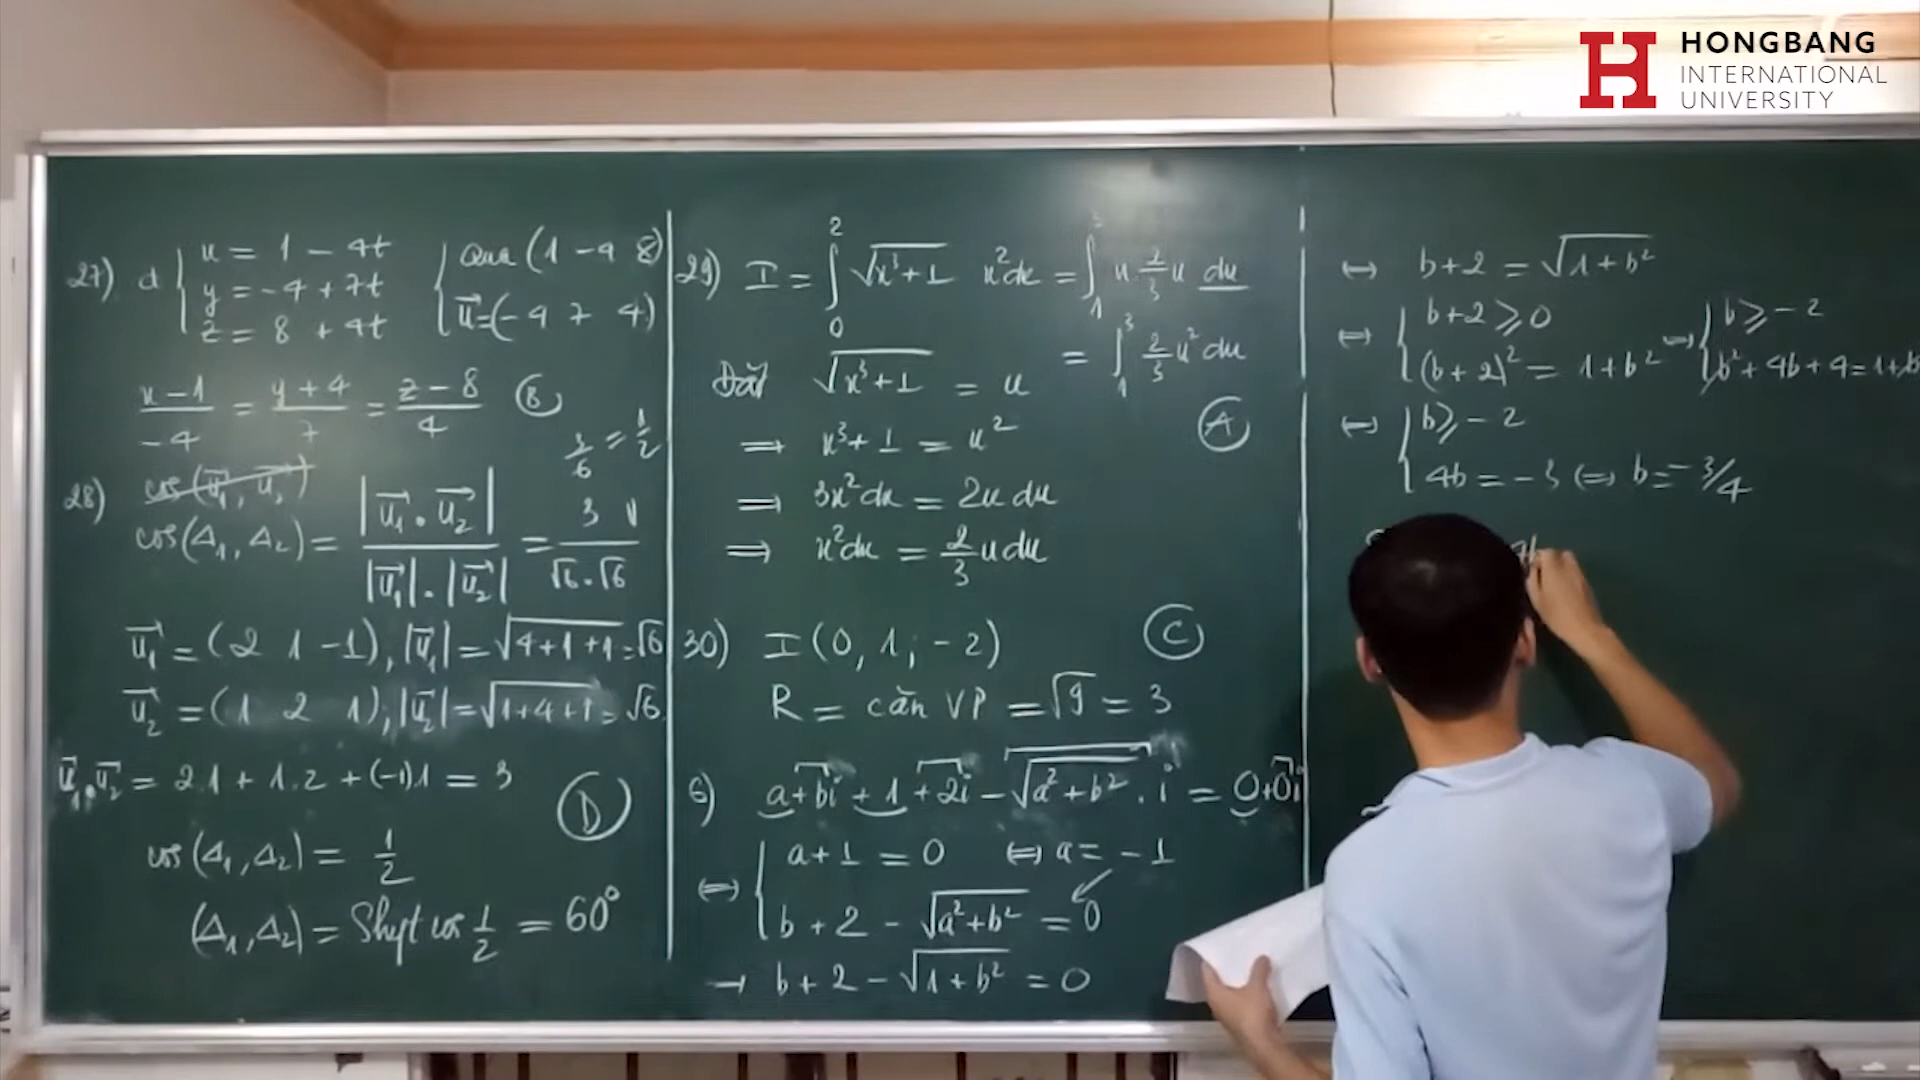 HONGBANG
INTERNATIONAL
UNIVERSITY
27) d { x = 1 - 4t
y = -4 + 7t
z = 8 + 4t
{ Qua (1 -4 8)
u⃗ = (-4 7 4)
(x-1)/-4 = (y+4)/7 = (z-8)/4 (B)
3/6 = 1/2
28) cos(Δ₁, Δ₂) = |u₁⃗ . u₂⃗| / |u₁⃗| . |u₂⃗| = 3 / √6 . √6
u₁⃗ = (2 1 -1), |u₁⃗| = √4+1+1 = √6
u₂⃗ = (1 2 1), |u₂⃗| = √1+4+1 = √6
u₁⃗ . u₂⃗ = 2.1 + 1.2 + (-1).1 = 3
(D)
cos(Δ₁, Δ₂) = 1/2
(Δ₁, Δ₂) = Shift cos 1/2 = 60°
29) I = ∫₀² √(x³+1) x²dx = ∫₁³ u 2/3 u du
= ∫₁³ 2/3 u² du
Đặt √(x³+1) = u
(A)
⇒ x³ + 1 = u²
⇒ 3x²dx = 2u du
⇒ x²dx = 2/3 u du
30) I (0, 1, -2) (C)
R = căn VP = √9 = 3
6) a + bi + 1 + 2i - √(a²+b²) . i = 0 + 0i
⇔ { a + 1 = 0 ⇔ a = -1
b + 2 - √(a²+b²) = 0
→ b + 2 - √(1+b²) = 0
⇔ b + 2 = √(1+b²)
⇔ { b + 2 ⩾ 0
(b+2)² = 1 + b²
⇔ { b ⩾ -2
b² + 4b + 4 = 1 + b²
⇔ { b ⩾ -2
4b = -3 ⇔ b = -3/4